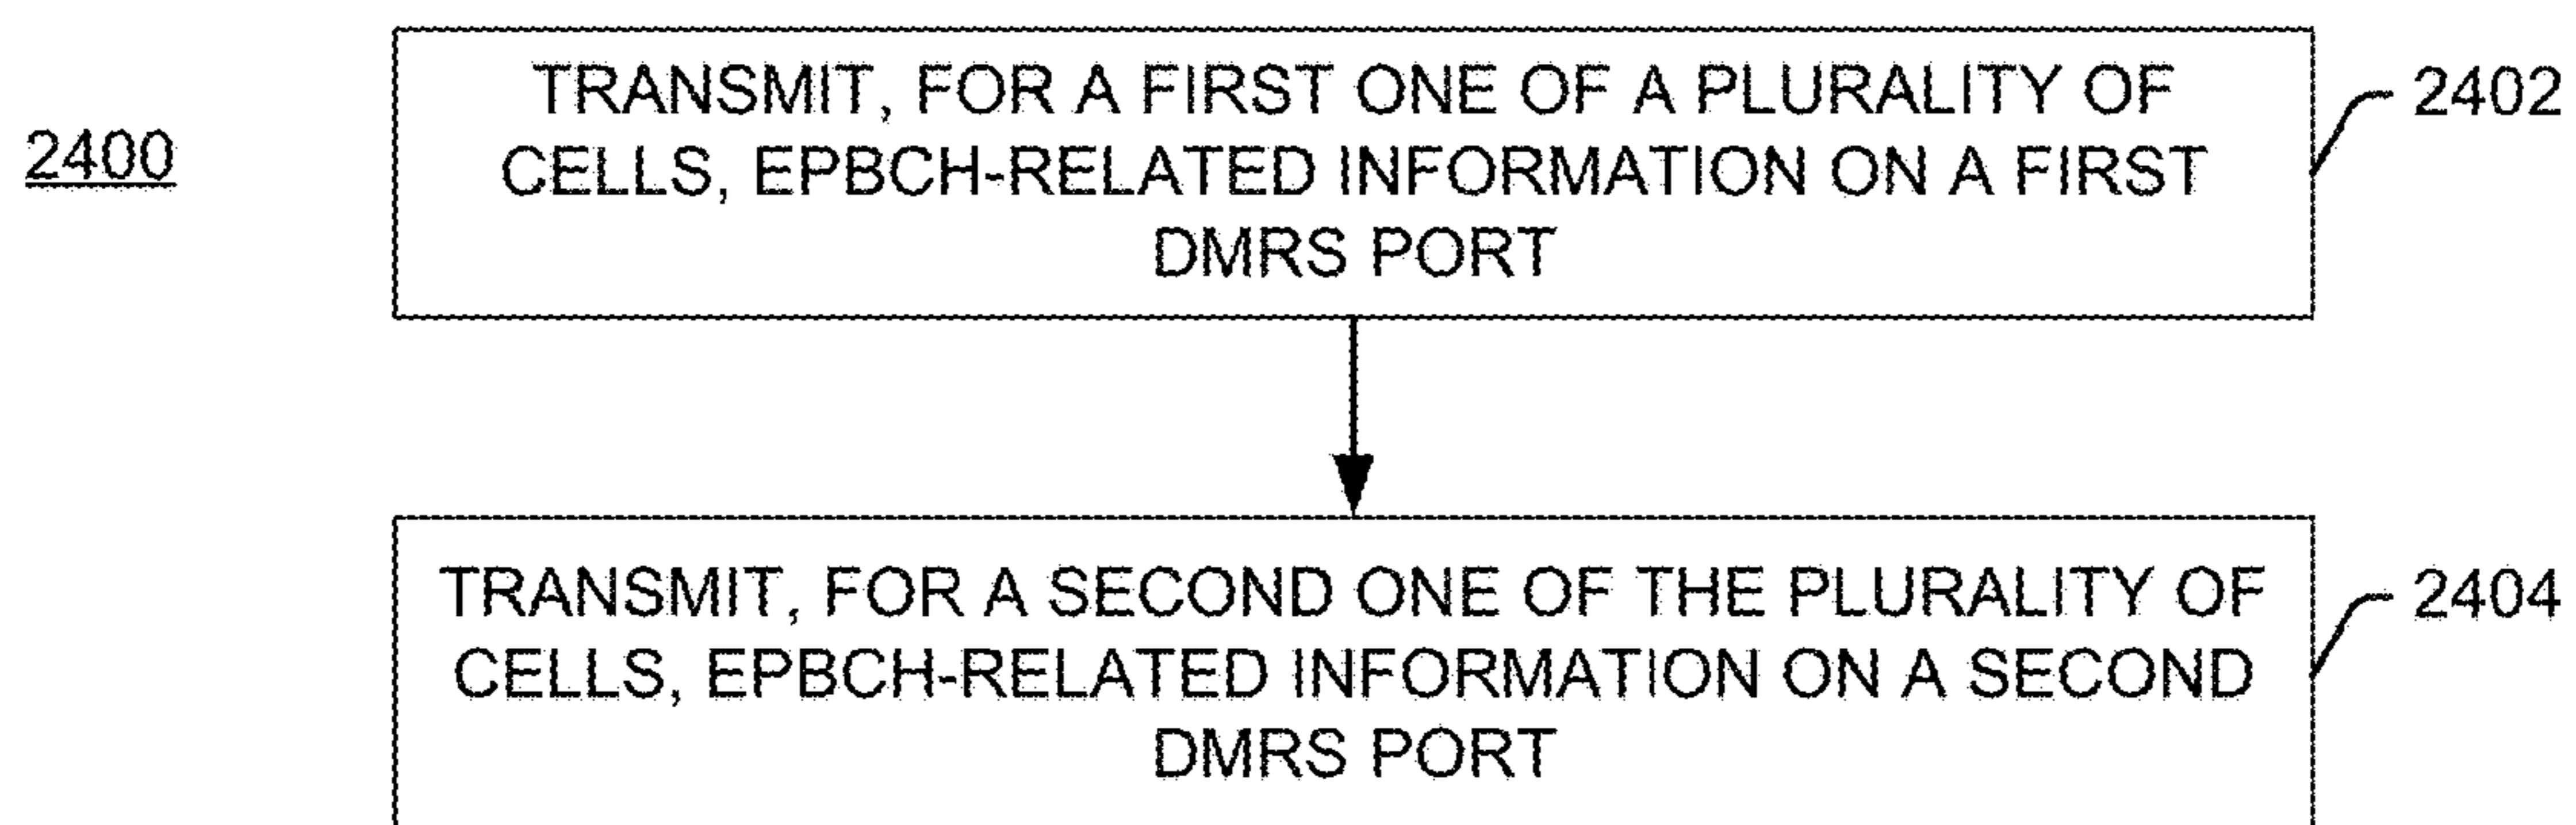 2400
TRANSMIT, FOR A FIRST ONE OF A PLURALITY OF
CELLS, EPBCH-RELATED INFORMATION ON A FIRST
DMRS PORT
2402
TRANSMIT, FOR A SECOND ONE OF THE PLURALITY OF
CELLS, EPBCH-RELATED INFORMATION ON A SECOND
DMRS PORT
2404